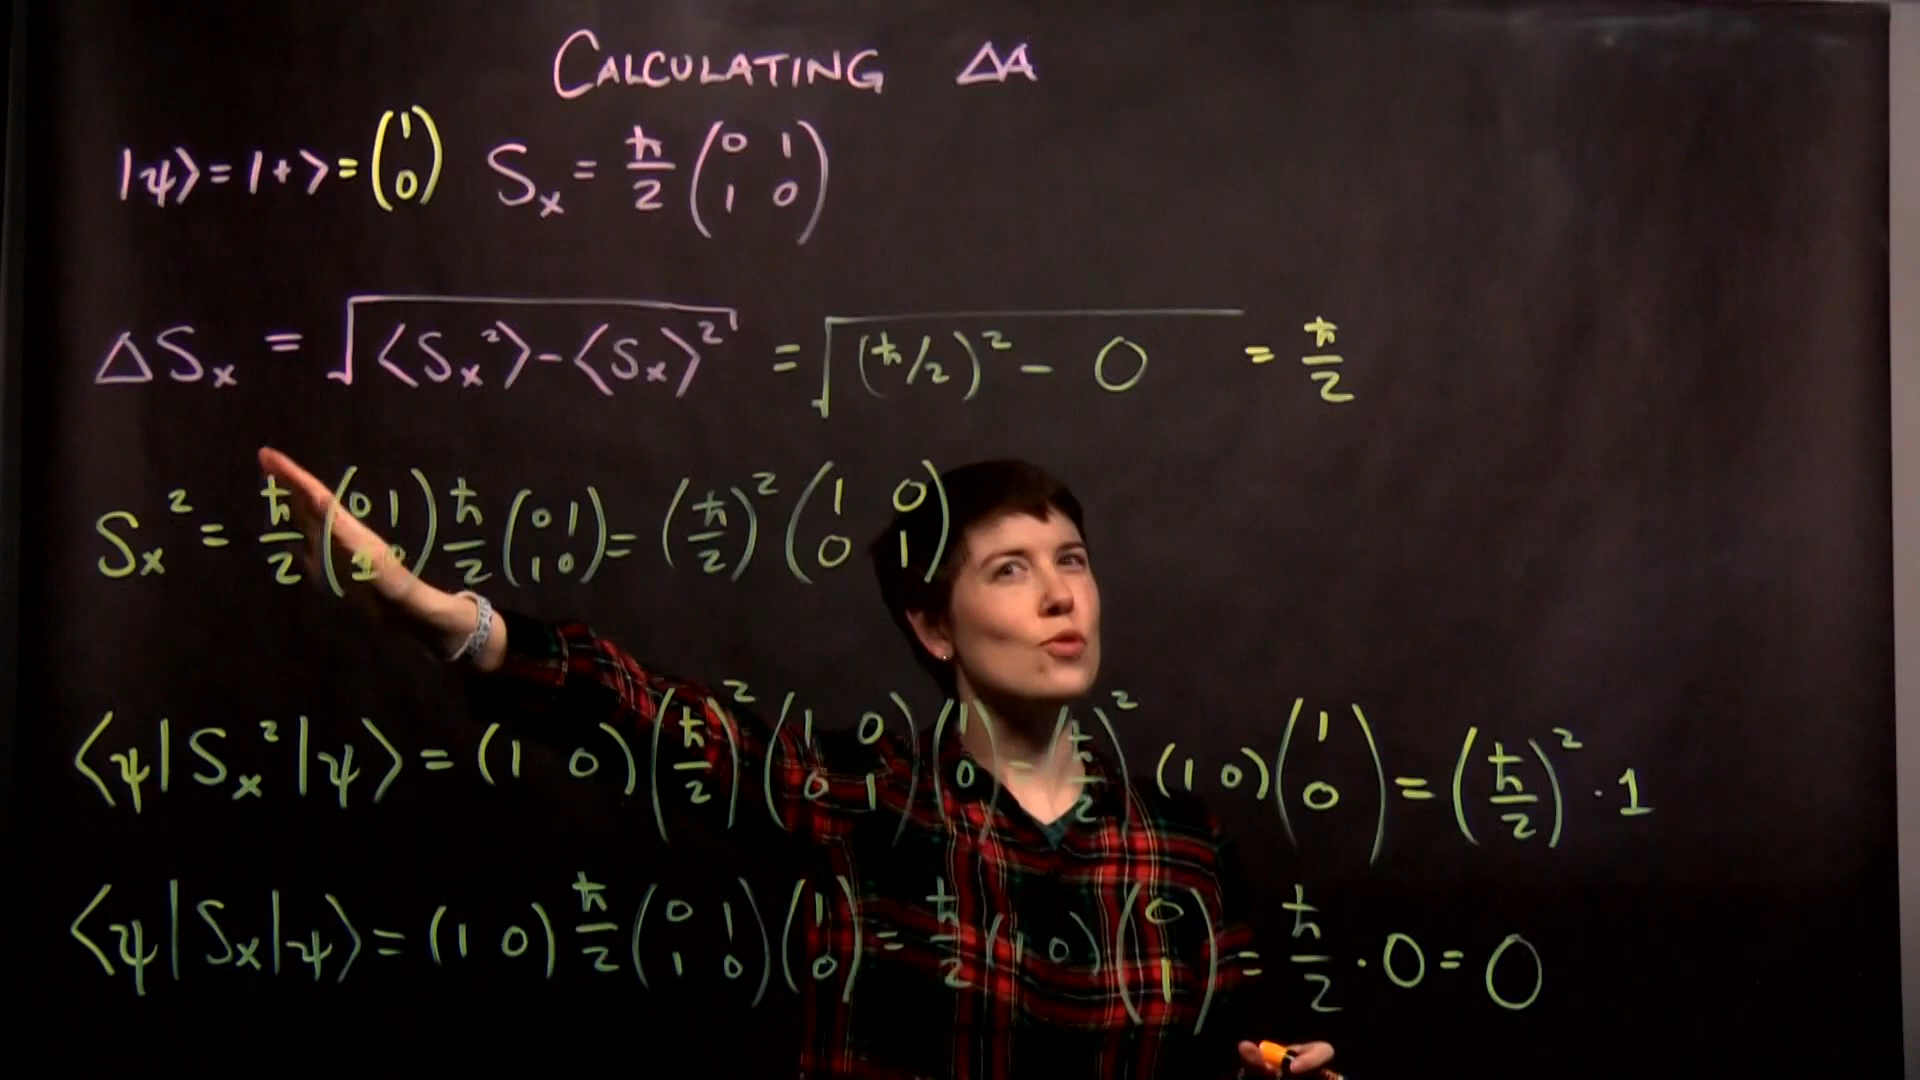 CALCULATING ΔA
|ψ⟩ = |+⟩ = (1 0) Sₓ = ħ/2 (0 1 1 0)
ΔSₓ = √(⟨Sₓ²⟩ - ⟨Sₓ⟩²) = √((ħ/2)² - 0) = ħ/2
Sₓ² = ħ/2 (0 1 1 0) ħ/2 (0 1 1 0) = (ħ/2)² (1 0 0 1)
⟨ψ|Sₓ²|ψ⟩ = (1 0) (ħ/2)² (1 0 0 1) (1 0) = (ħ/2)² (1 0) (1 0) = (ħ/2)² · 1
⟨ψ|Sₓ|ψ⟩ = (1 0) ħ/2 (0 1 1 0) (1 0) = ħ/2 (1 0) (0 1) = ħ/2 · 0 = 0